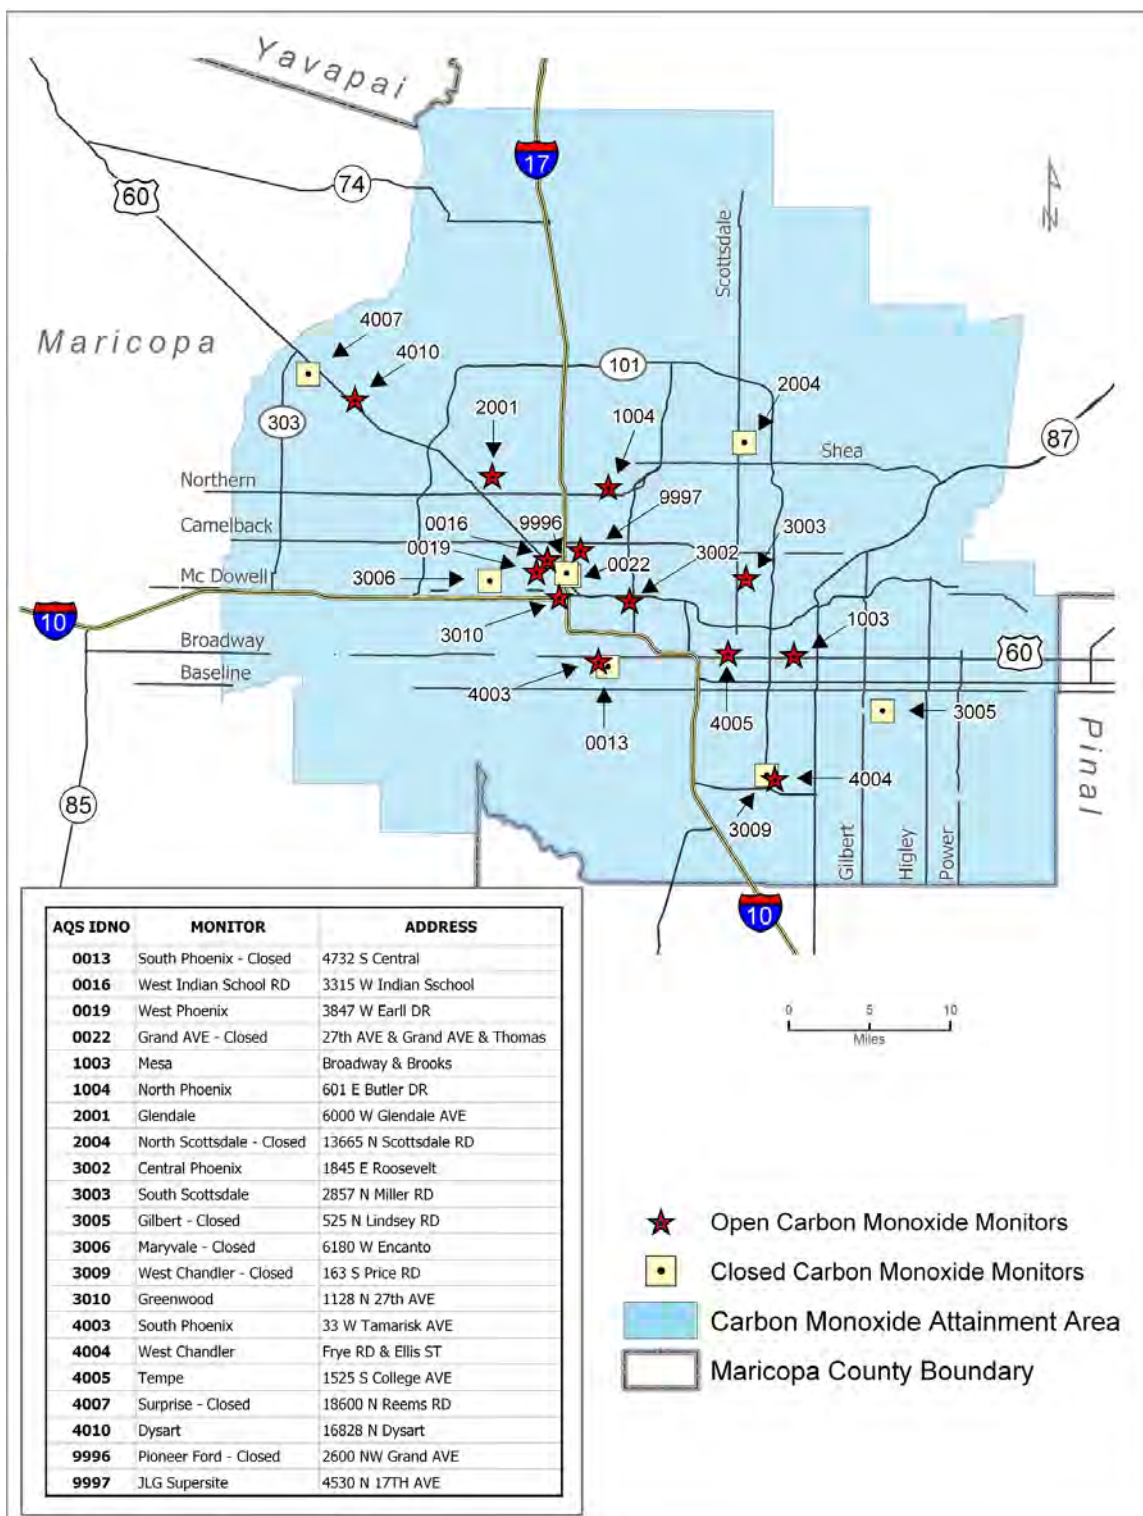 Yavapai
17
74
60
Scottsdale
4007
Maricopa
4010
101
2004
2001
1004
303
87
Shea
Northern
9997
Camelback
0016
9996
3003
0019
3002
0022
3006
Mc Dowell
10
3010
1003
Broadway
60
Baseline
4003
4005
3005
0013
Pinal
4004
85
3009
Gilbert
Higley
Power
10
N
0 5 10
Miles
AQS IDNO MONITOR ADDRESS
0013 South Phoenix - Closed 4732 S Central
0016 West Indian School RD 3315 W Indian Sschool
0019 West Phoenix 3847 W Earll DR
0022 Grand AVE - Closed 27th AVE & Grand AVE & Thomas
1003 Mesa Broadway & Brooks
1004 North Phoenix 601 E Butler DR
2001 Glendale 6000 W Glendale AVE
2004 North Scottsdale - Closed 13665 N Scottsdale RD
3002 Central Phoenix 1845 E Roosevelt
3003 South Scottsdale 2857 N Miller RD
3005 Gilbert - Closed 525 N Lindsey RD
3006 Maryvale - Closed 6180 W Encanto
3009 West Chandler - Closed 163 S Price RD
3010 Greenwood 1128 N 27th AVE
4003 South Phoenix 33 W Tamarisk AVE
4004 West Chandler Frye RD & Ellis ST
4005 Tempe 1525 S College AVE
4007 Surprise - Closed 18600 N Reems RD
4010 Dysart 16828 N Dysart
9996 Pioneer Ford - Closed 2600 NW Grand AVE
9997 JLG Supersite 4530 N 17TH AVE
Open Carbon Monoxide Monitors
Closed Carbon Monoxide Monitors
Carbon Monoxide Attainment Area
Maricopa County Boundary